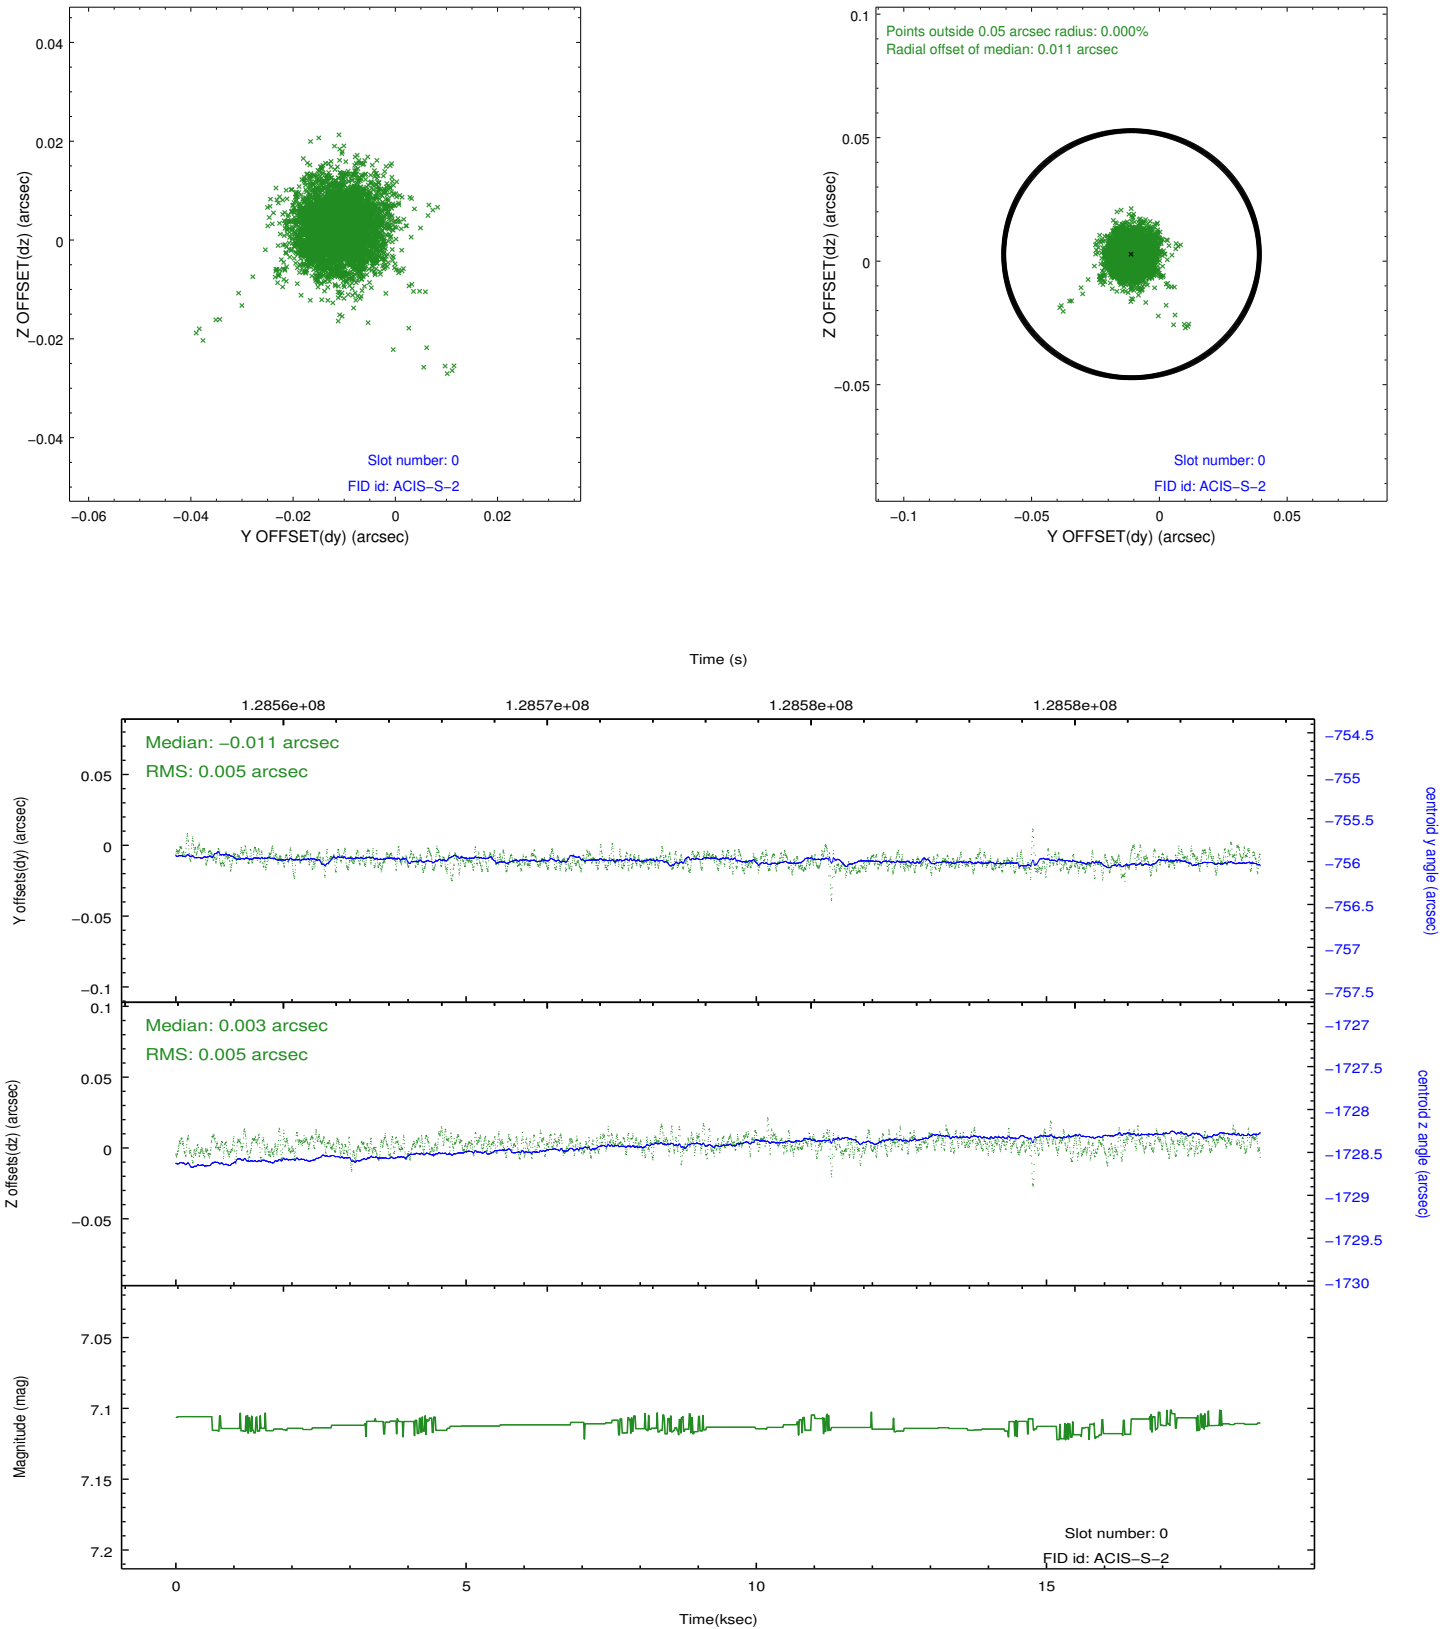 0.04
0.02
0
−0.02
−0.04
Z OFFSET(dz) (arcsec)
Slot number: 0
FID id: ACIS−S−2
−0.06
−0.04
−0.02
0
0.02
Y OFFSET(dy) (arcsec)
Points outside 0.05 arcsec radius: 0.000%
Radial offset of median: 0.011 arcsec
0.1
0.05
0
−0.05
Z OFFSET(dz) (arcsec)
Slot number: 0
FID id: ACIS−S−2
−0.1
−0.05
0
0.05
Y OFFSET(dy) (arcsec)
Time (s)
1.2856e+08
1.2857e+08
1.2858e+08
1.2858e+08
Median: −0.011 arcsec
RMS: 0.005 arcsec
0.05
0
−0.05
−0.1
Y offsets(dy) (arcsec)
−754.5
−755
−755.5
−756
−756.5
−757
−757.5
centroid y angle (arcsec)
Median: 0.003 arcsec
RMS: 0.005 arcsec
0.1
0.05
0
−0.05
Z offsets(dz) (arcsec)
−1727
−1727.5
−1728
−1728.5
−1729
−1729.5
−1730
centroid z angle (arcsec)
7.05
7.1
7.15
7.2
Magnitude (mag)
Slot number: 0
FID id: ACIS−S−2
0
5
10
15
Time(ksec)